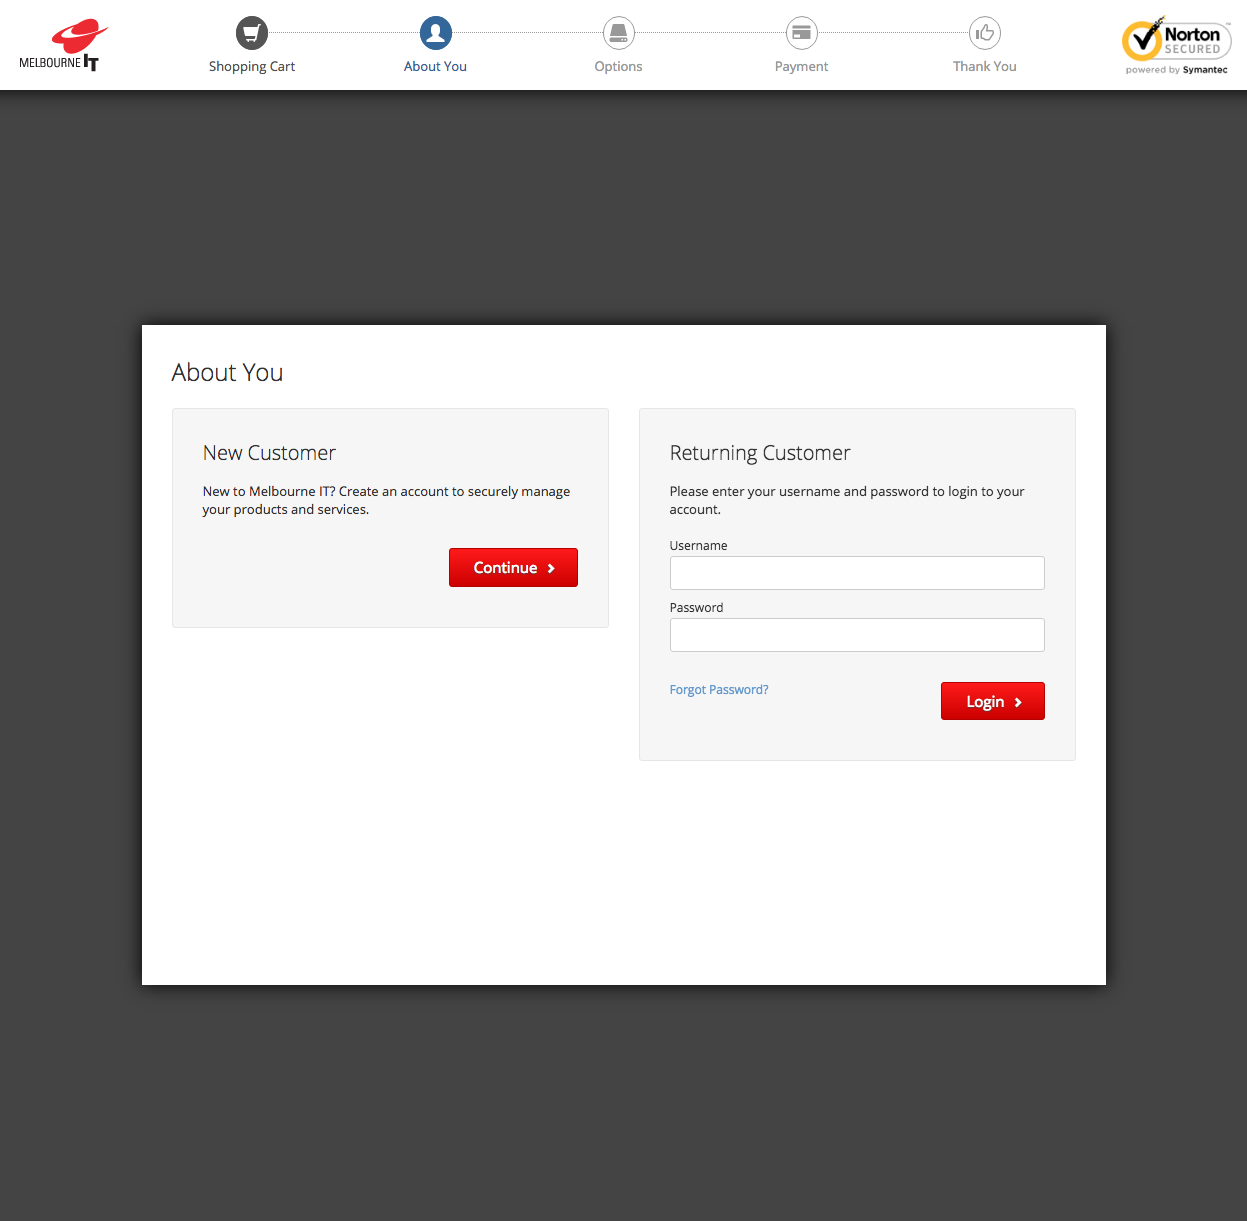 MELBOURNE IT
Shopping Cart
About You
Options
Payment
Thank You
Norton
SECURED
™
powered by Symantec
About You
New Customer
New to Melbourne IT? Create an account to securely manage
your products and services.
Continue
Returning Customer
Please enter your username and password to login to your
account.
Username
Password
Forgot Password?
Login